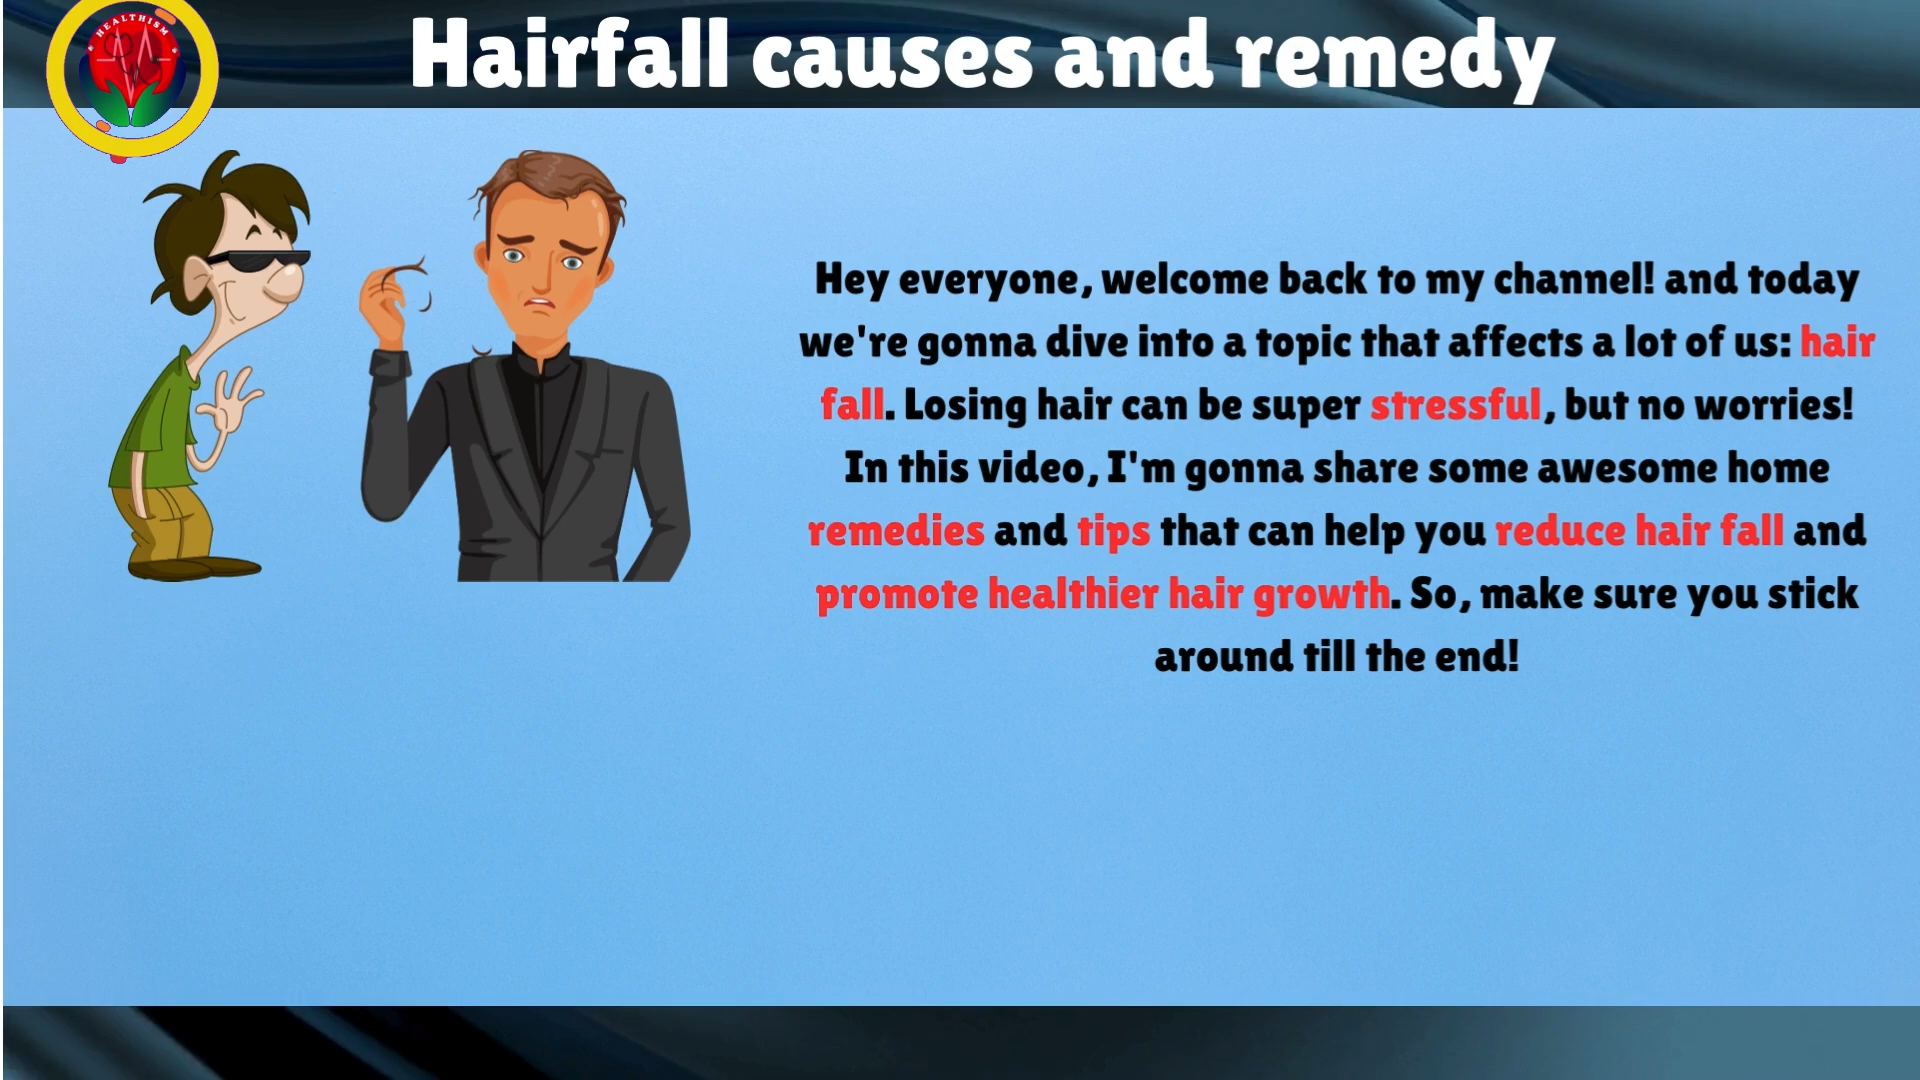 HEALTHISM
Hairfall causes and remedy
Hey everyone, welcome back to my channel! and today
we're gonna dive into a topic that affects a lot of us: hair
fall. Losing hair can be super stressful, but no worries!
In this video, I'm gonna share some awesome home
remedies and tips that can help you reduce hair fall and
promote healthier hair growth. So, make sure you stick
around till the end!